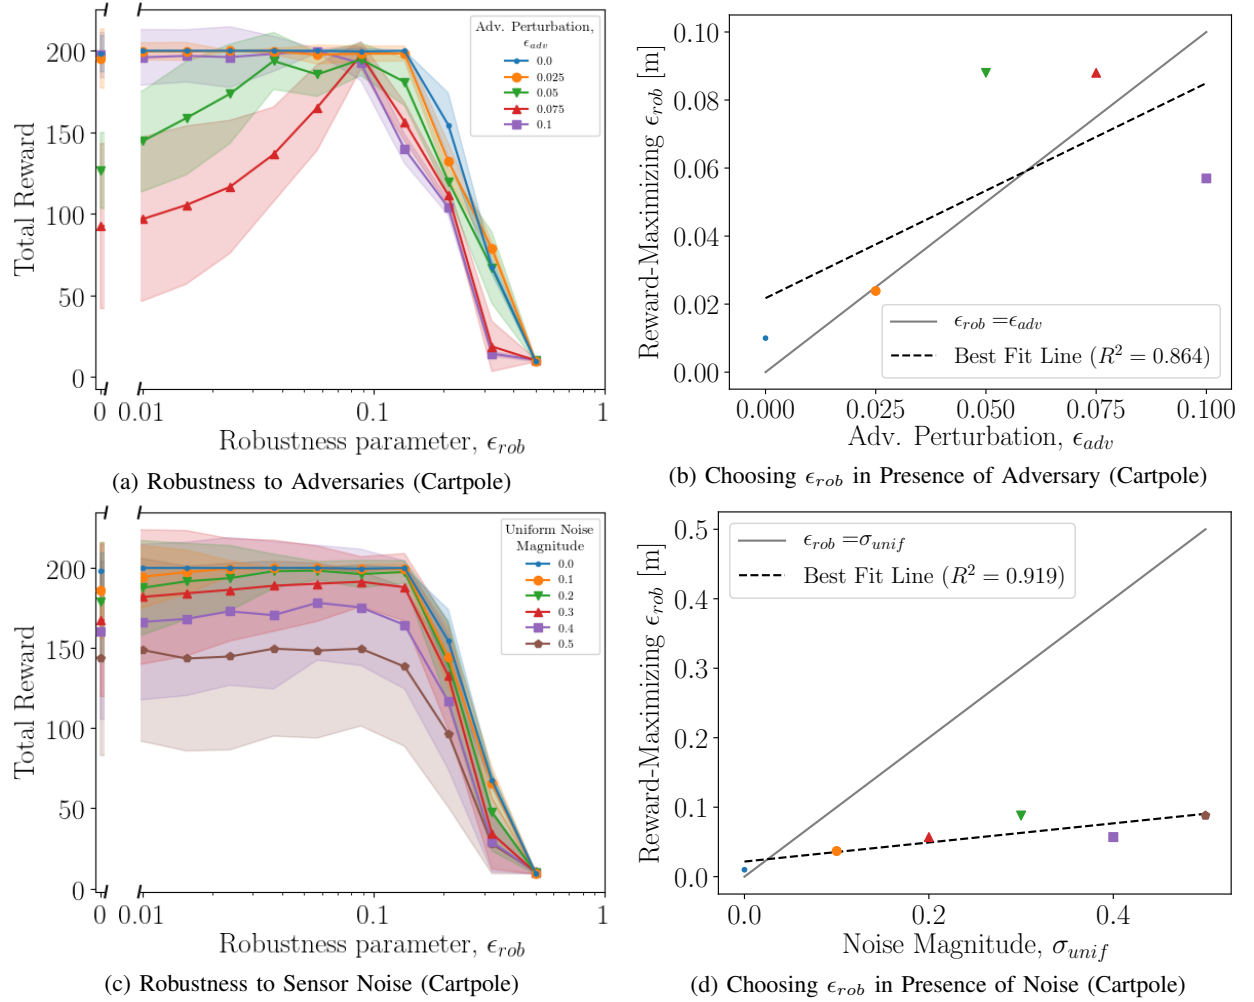 Adv. Perturbation,
ϵ_adv
0.0
0.025
0.05
0.075
0.1
Total Reward
200
150
100
50
0
0 0.01 0.1 1
Robustness parameter, ϵ_rob
(a) Robustness to Adversaries (Cartpole)
Reward-Maximizing ϵ_rob [m]
0.10
0.08
0.06
0.04
0.02
0.00
ϵ_rob = ϵ_adv
Best Fit Line (R² = 0.864)
0.000 0.025 0.050 0.075 0.100
Adv. Perturbation, ϵ_adv
(b) Choosing ϵ_rob in Presence of Adversary (Cartpole)
Uniform Noise
Magnitude
0.0
0.1
0.2
0.3
0.4
0.5
Total Reward
200
150
100
50
0
0 0.01 0.1 1
Robustness parameter, ϵ_rob
(c) Robustness to Sensor Noise (Cartpole)
Reward-Maximizing ϵ_rob [m]
0.5
0.4
0.3
0.2
0.1
0.0
ϵ_rob = σ_unif
Best Fit Line (R² = 0.919)
0.0 0.2 0.4
Noise Magnitude, σ_unif
(d) Choosing ϵ_rob in Presence of Noise (Cartpole)